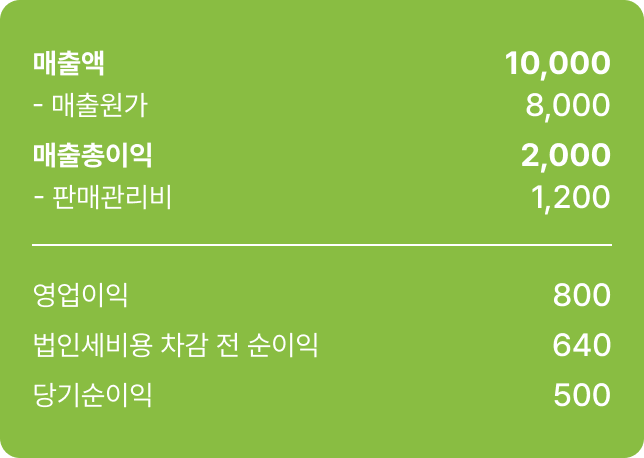 매출액 10,000
- 매출원가 8,000
매출총이익 2,000
- 판매관리비 1,200
영업이익 800
법인세비용 차감 전 순이익 640
당기순이익 500